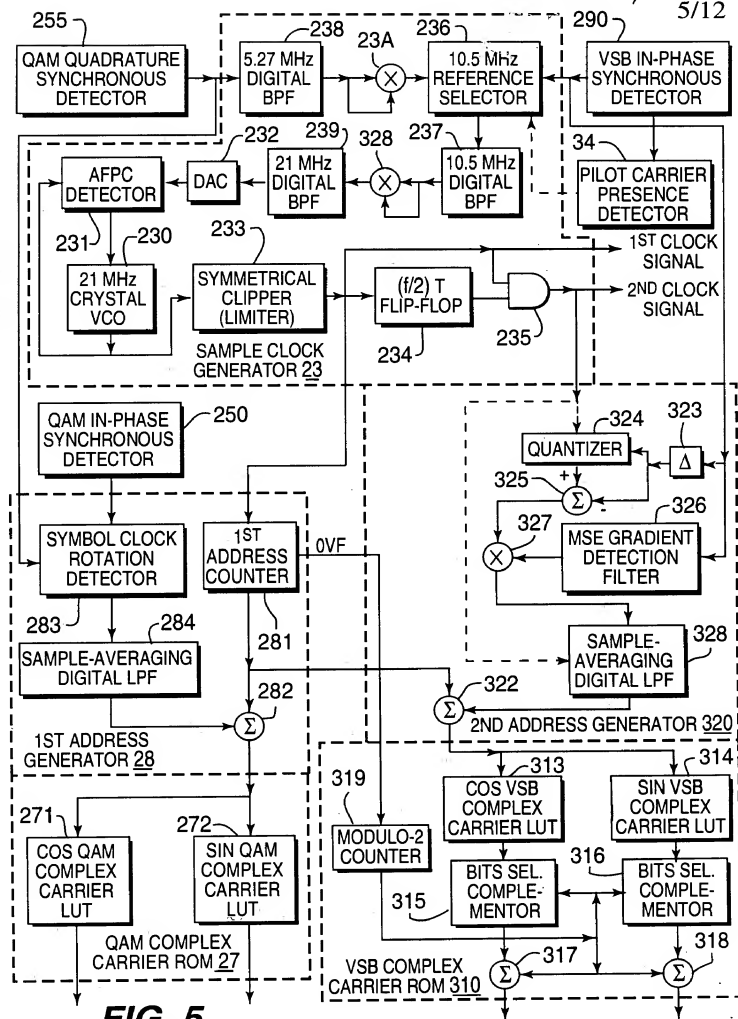 5/12
255
QAM QUADRATURE
SYNCHRONOUS
DETECTOR
238
5.27 MHz
DIGITAL
BPF
23A
236
10.5 MHz
REFERENCE
SELECTOR
290
VSB IN-PHASE
SYNCHRONOUS
DETECTOR
AFPC
DETECTOR
231
232
DAC
239
21 MHz
DIGITAL
BPF
328
237
10.5 MHz
DIGITAL
BPF
34
PILOT CARRIER
PRESENCE
DETECTOR
230
21 MHz
CRYSTAL
VCO
233
SYMMETRICAL
CLIPPER
(LIMITER)
(f/2) T
FLIP-FLOP
234
235
1ST CLOCK
SIGNAL
2ND CLOCK
SIGNAL
SAMPLE CLOCK
GENERATOR 23
QAM IN-PHASE
SYNCHRONOUS
DETECTOR
250
324
QUANTIZER
323
Δ
325
+
Σ
-
326
MSE GRADIENT
DETECTION
FILTER
327
SYMBOL CLOCK
ROTATION
DETECTOR
283
1ST
ADDRESS
COUNTER
281
OVF
284
SAMPLE-AVERAGING
DIGITAL LPF
SAMPLE-
AVERAGING
DIGITAL LPF
328
282
Σ
322
Σ
1ST ADDRESS
GENERATOR 28
2ND ADDRESS GENERATOR 320
271
COS QAM
COMPLEX
CARRIER
LUT
272
SIN QAM
COMPLEX
CARRIER
LUT
QAM COMPLEX
CARRIER ROM 27
319
MODULO-2
COUNTER
313
COS VSB
COMPLEX
CARRIER LUT
314
SIN VSB
COMPLEX
CARRIER LUT
315
BITS SEL.
COMPLE-
MENTOR
316
BITS SEL.
COMPLE-
MENTOR
317
Σ
318
Σ
VSB COMPLEX
CARRIER ROM 310
FIG. 5